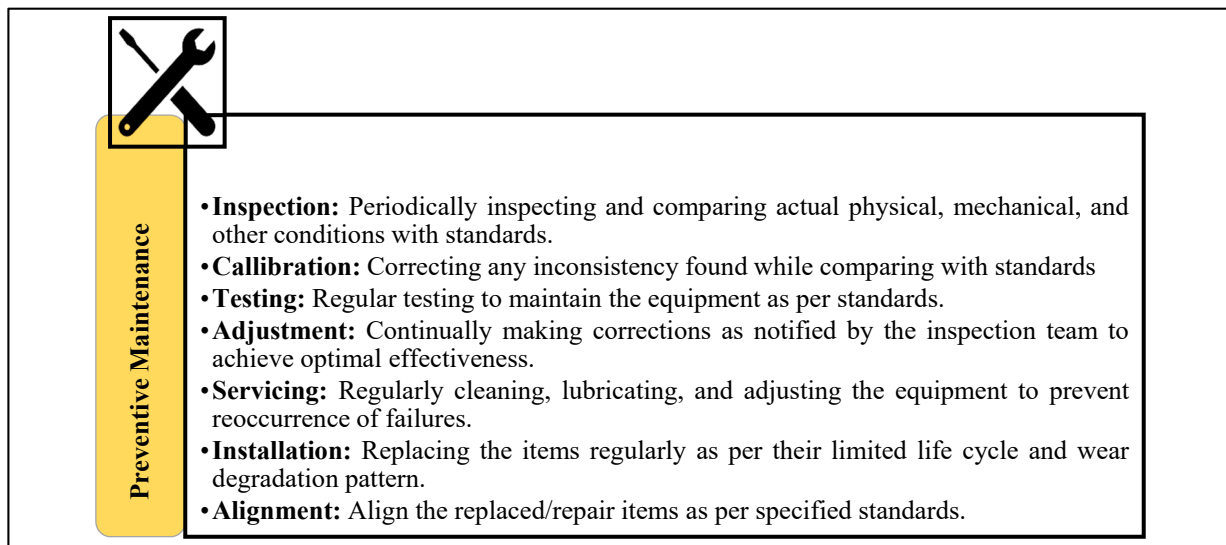 Preventive Maintenance
•Inspection: Periodically inspecting and comparing actual physical, mechanical, and
other conditions with standards.
•Callibration: Correcting any inconsistency found while comparing with standards
•Testing: Regular testing to maintain the equipment as per standards.
•Adjustment: Continually making corrections as notified by the inspection team to
achieve optimal effectiveness.
•Servicing: Regularly cleaning, lubricating, and adjusting the equipment to prevent
reoccurrence of failures.
•Installation: Replacing the items regularly as per their limited life cycle and wear
degradation pattern.
•Alignment: Align the replaced/repair items as per specified standards.